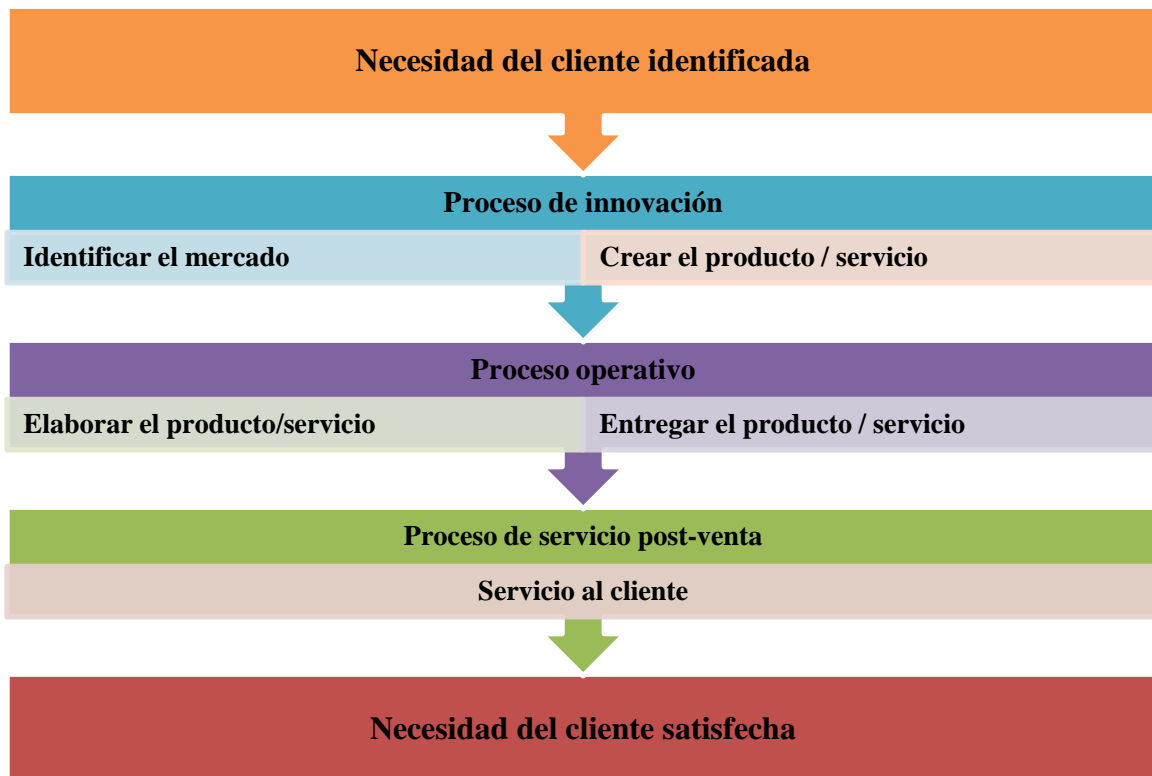 Necesidad del cliente identificada
Proceso de innovación
Identificar el mercado
Crear el producto / servicio
Proceso operativo
Elaborar el producto/servicio
Entregar el producto / servicio
Proceso de servicio post-venta
Servicio al cliente
Necesidad del cliente satisfecha